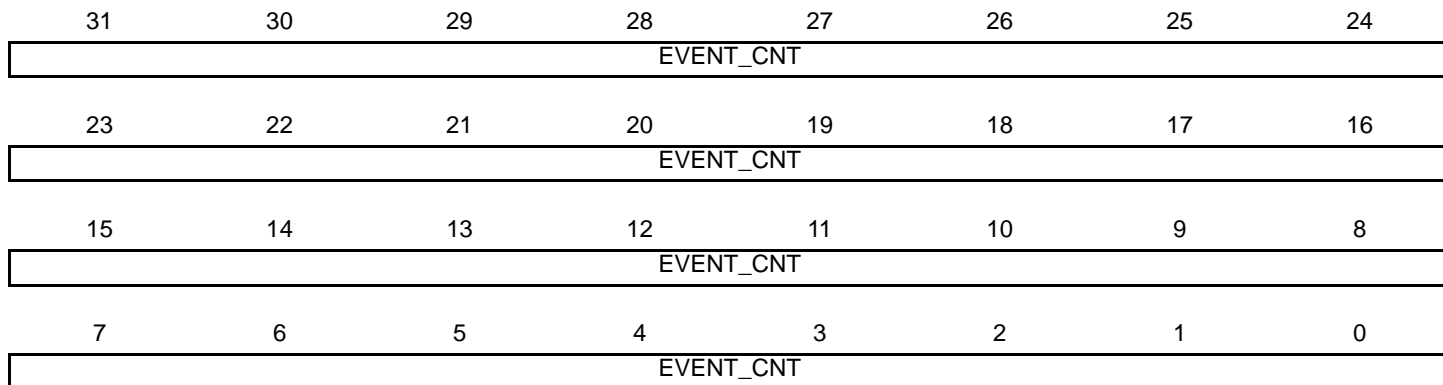 31 30 29 28 27 26 25 24
EVENT_CNT
23 22 21 20 19 18 17 16
EVENT_CNT
15 14 13 12 11 10 9 8
EVENT_CNT
7 6 5 4 3 2 1 0
EVENT_CNT